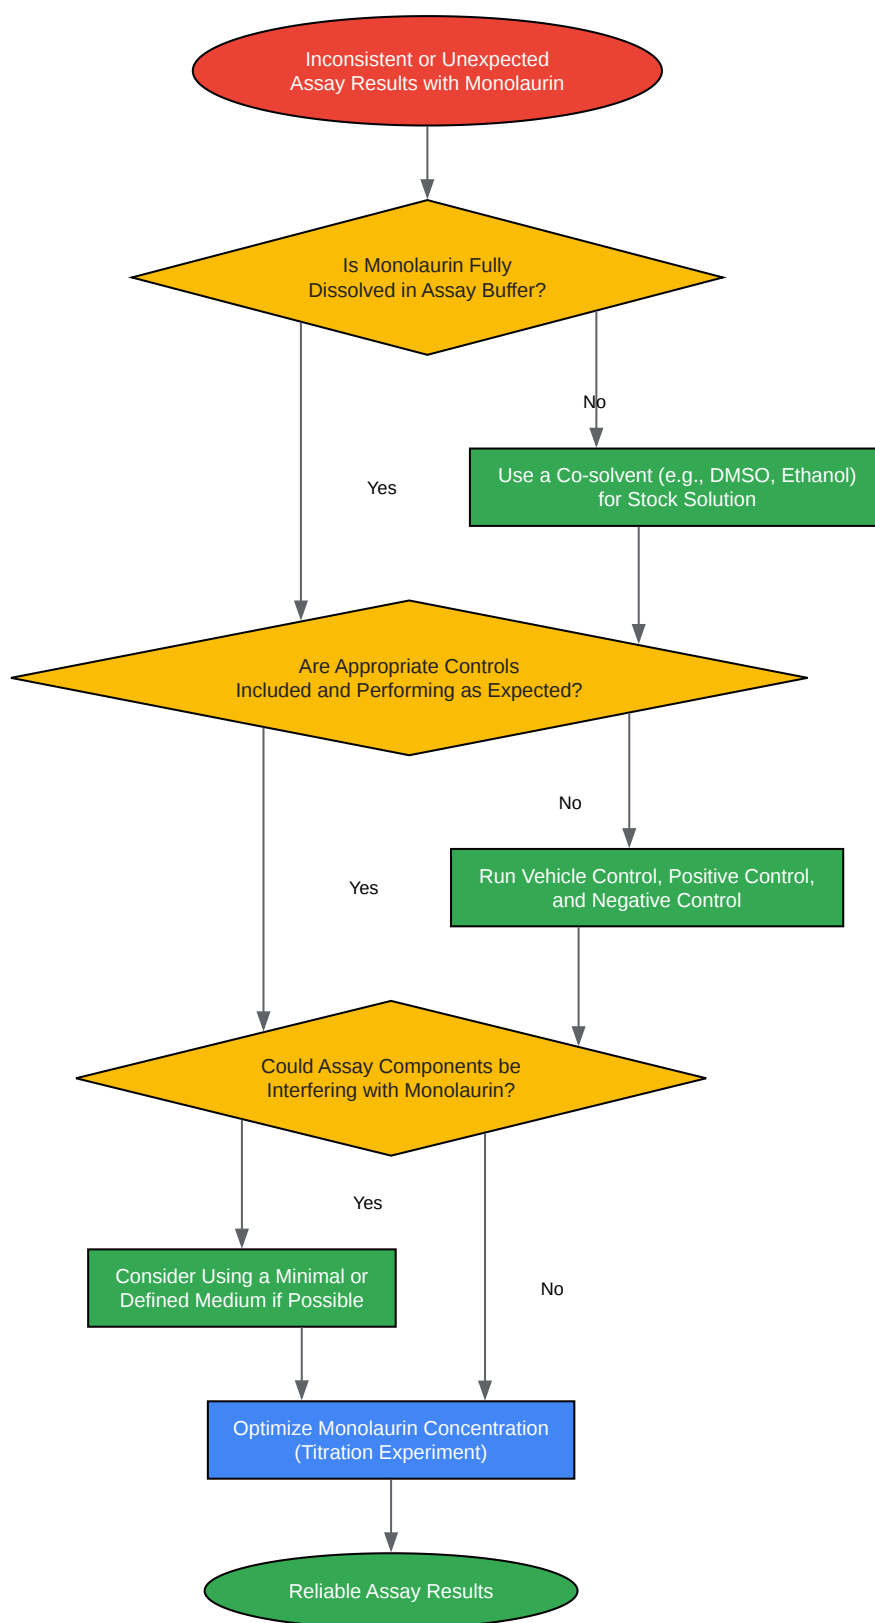 Inconsistent or Unexpected
Assay Results with Monolaurin
Is Monolaurin Fully
Dissolved in Assay Buffer?
No
Use a Co-solvent (e.g., DMSO, Ethanol)
for Stock Solution
Yes
Are Appropriate Controls
Included and Performing as Expected?
No
Run Vehicle Control, Positive Control,
and Negative Control
Yes
Could Assay Components be
Interfering with Monolaurin?
Yes
Consider Using a Minimal or
Defined Medium if Possible
No
Optimize Monolaurin Concentration
(Titration Experiment)
Reliable Assay Results